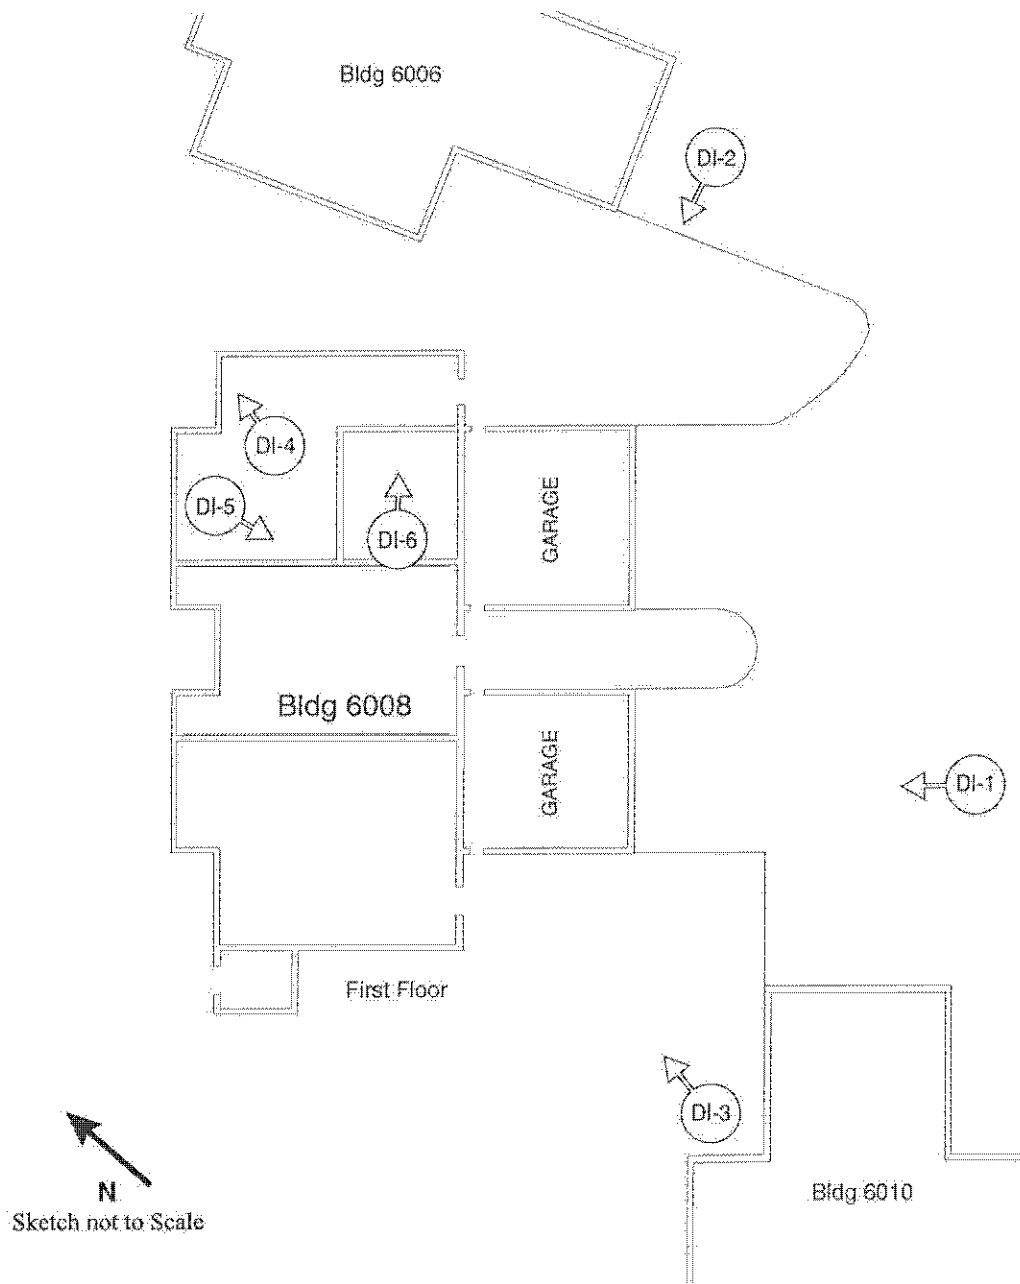 Bldg 6006
DI-2
DI-4
DI-5
DI-6
GARAGE
Bldg 6008
GARAGE
DI-1
First Floor
DI-3
N
Bldg 6010
Sketch not to Scale